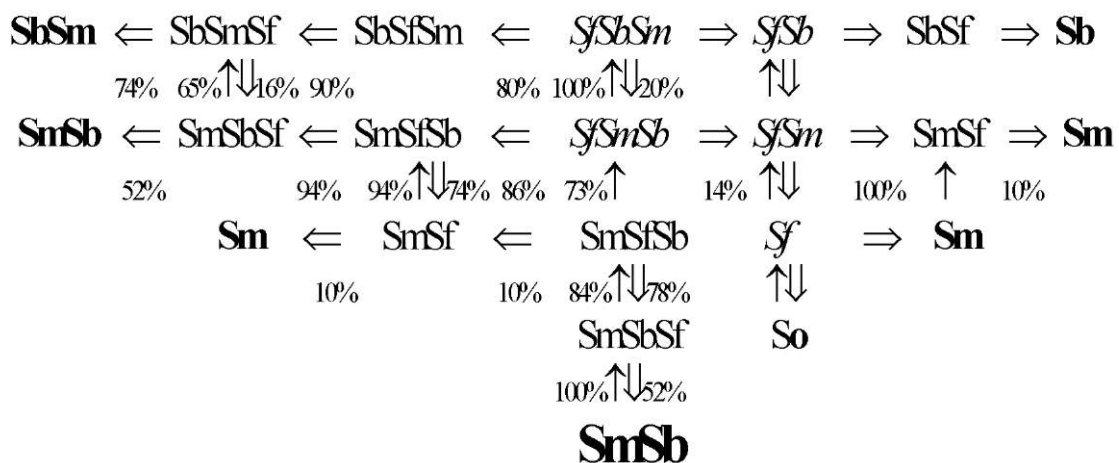 SbSm ⇐ SbSmSf ⇐ SbSfSm ⇐ SfSbSm ⇒ SfSb ⇒ SbSf ⇒ Sb
74% 65%↑⇓16% 90% 80% 100%↑⇓20% ↑⇓
SmSb ⇐ SmSbSf ⇐ SmSfSb ⇐ SfSmSb ⇒ SfSm ⇒ SmSf ⇒ Sm
52% 94% 94%↑⇓74% 86% 73%↑ 14% ↑⇓ 100% ↑ 10%
Sm ⇐ SmSf ⇐ SmSfSb Sf ⇒ Sm
10% 10% 84%↑⇓78% ↑⇓
SmSbSf So
100%↑⇓52%
SmSb